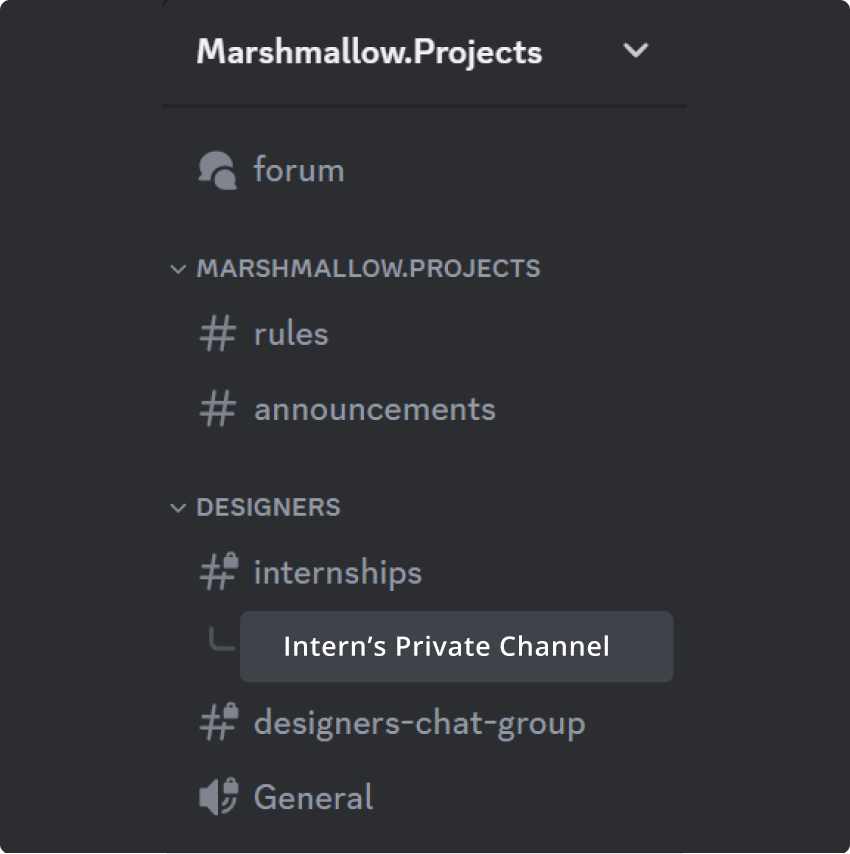 Marshmallow.Projects
forum
MARSHMALLOW.PROJECTS
rules
announcements
DESIGNERS
internships
Intern’s Private Channel
designers-chat-group
General